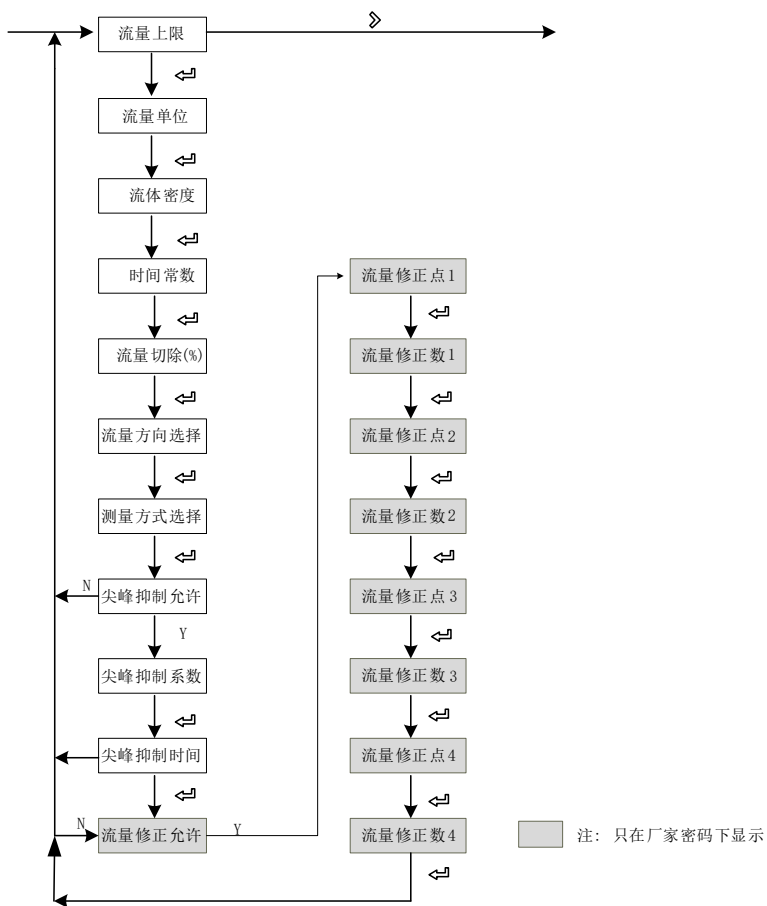 流量上限
流量单位
流体密度
时间常数
流量切除(%)
流量方向选择
测量方式选择
N
尖峰抑制允许
Y
尖峰抑制系数
尖峰抑制时间
N
流量修正允许
Y
流量修正点1
流量修正数1
流量修正点2
流量修正数2
流量修正点3
流量修正数3
流量修正点4
流量修正数4
注: 只在厂家密码下显示